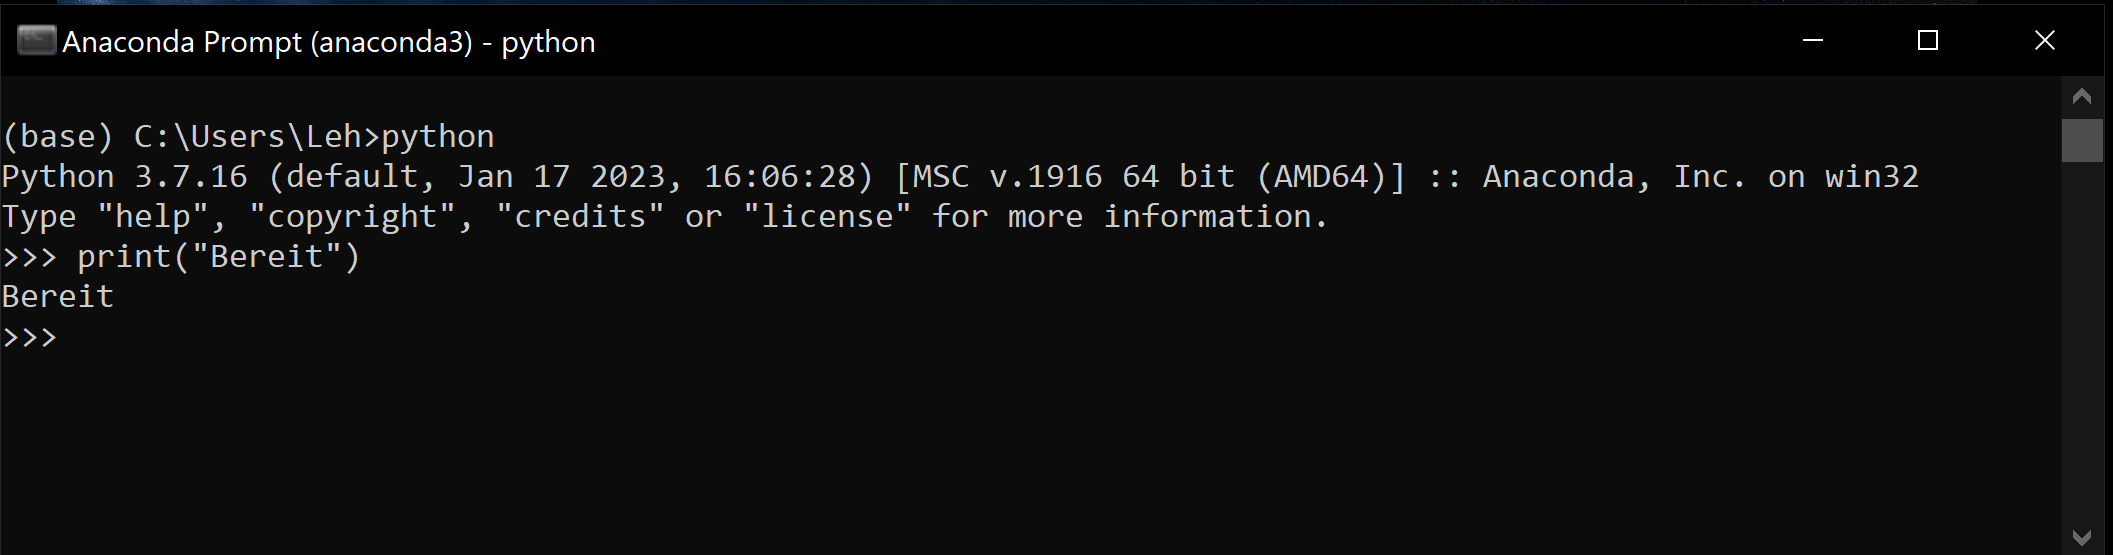 Anaconda Prompt (anaconda3) - python
(base) C:\Users\Leh>python
Python 3.7.16 (default, Jan 17 2023, 16:06:28) [MSC v.1916 64 bit (AMD64)] :: Anaconda, Inc. on win32
Type "help", "copyright", "credits" or "license" for more information.
>>> print("Bereit")
Bereit
>>>